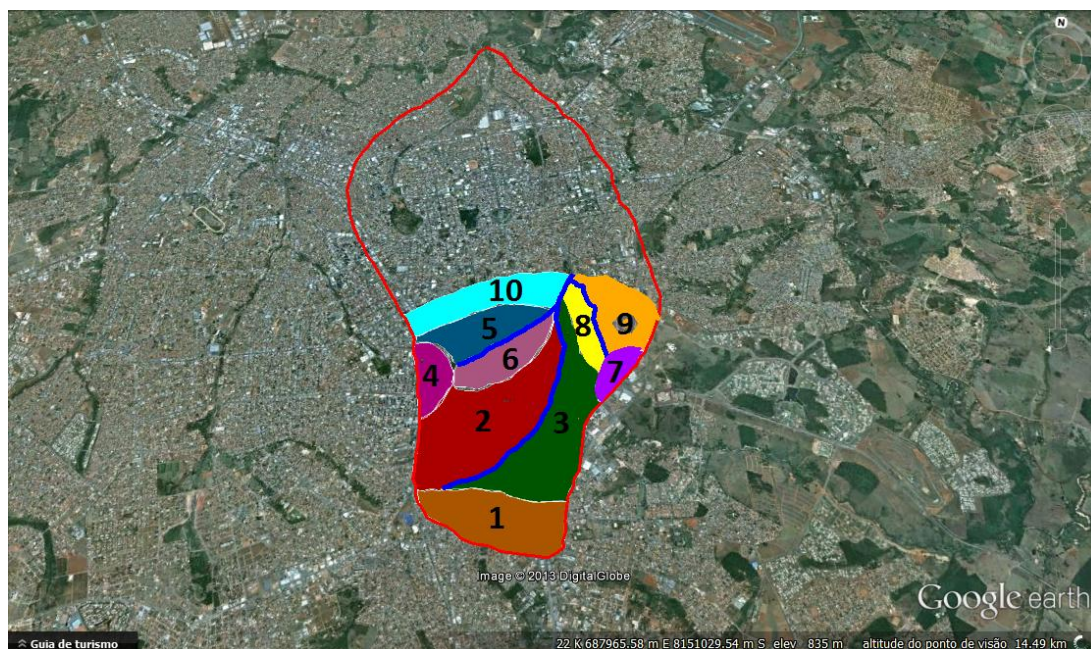 N
10
5
8
9
6
4
7
2
3
1
Image © 2013 DigitalGlobe
Google earth
Guia de turismo
22 K 687965.58 m E 8151029.54 m S elev 835 m altitude do ponto de visão 14.49 km